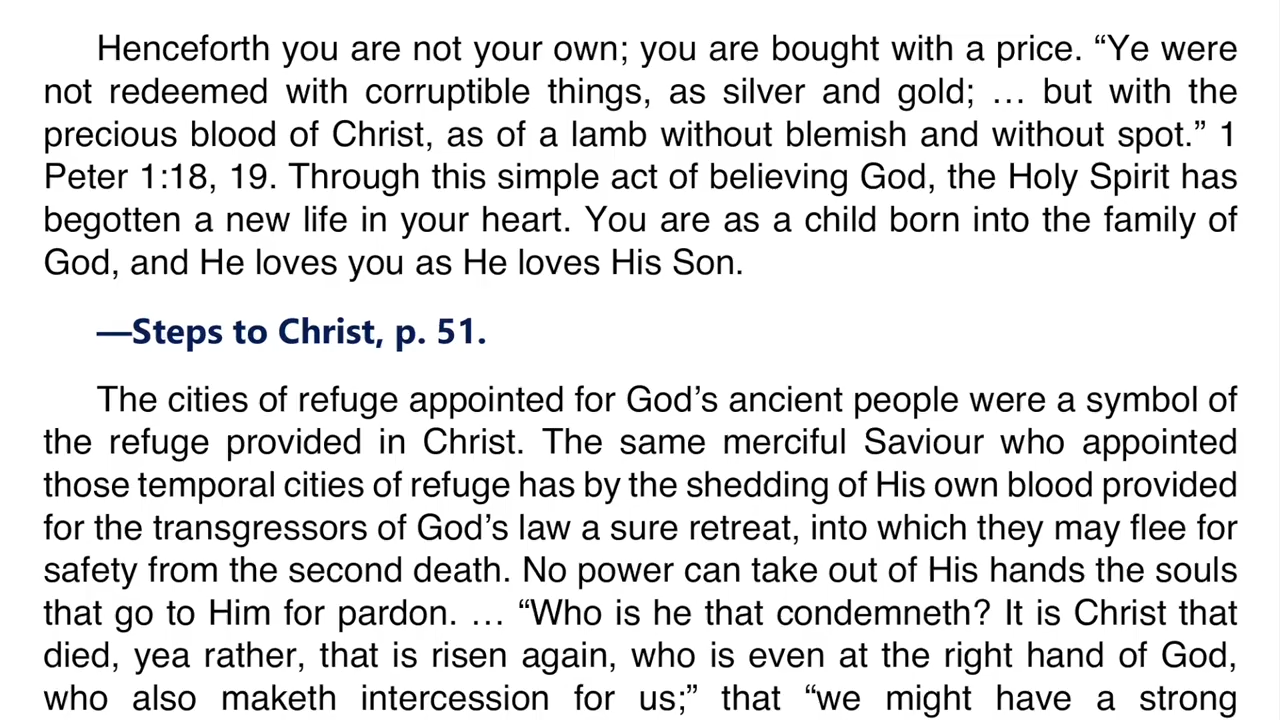 Henceforth you are not your own; you are bought with a price. “Ye were
not redeemed with corruptible things, as silver and gold; … but with the
precious blood of Christ, as of a lamb without blemish and without spot.” 1
Peter 1:18, 19. Through this simple act of believing God, the Holy Spirit has
begotten a new life in your heart. You are as a child born into the family of
God, and He loves you as He loves His Son.
—Steps to Christ, p. 51.
The cities of refuge appointed for God’s ancient people were a symbol of
the refuge provided in Christ. The same merciful Saviour who appointed
those temporal cities of refuge has by the shedding of His own blood provided
for the transgressors of God’s law a sure retreat, into which they may flee for
safety from the second death. No power can take out of His hands the souls
that go to Him for pardon. … “Who is he that condemneth? It is Christ that
died, yea rather, that is risen again, who is even at the right hand of God,
who also maketh intercession for us;” that “we might have a strong